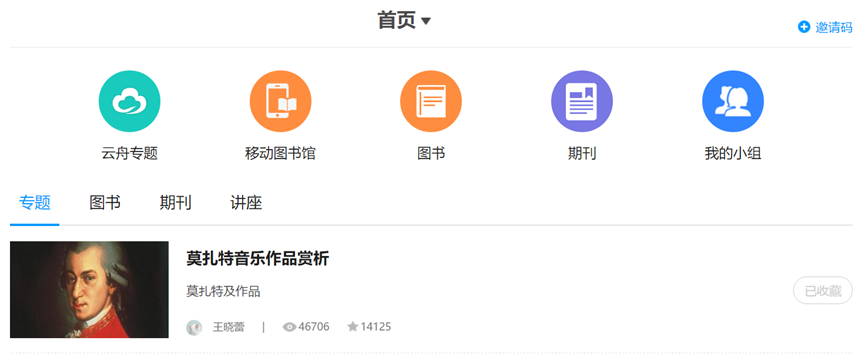 首页
邀请码
云舟专题 移动图书馆 图书 期刊 我的小组
专题 图书 期刊 讲座
莫扎特音乐作品赏析
莫扎特及作品
已收藏
王晓蕾 | 46706 14125